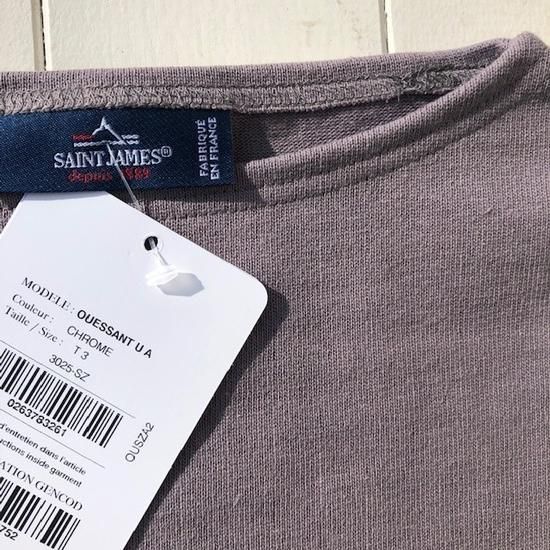 SAINT JAMES
depuis 1889
FABRIQUÉ
EN FRANCE
MODELE : OUESSANT U A
Couleur : CHROME
Taille / Size : T 3
3025-SZ
0263783261
OUSZA2
d'entretien dans l'article
uctions inside garment
ATION GENCOD
752